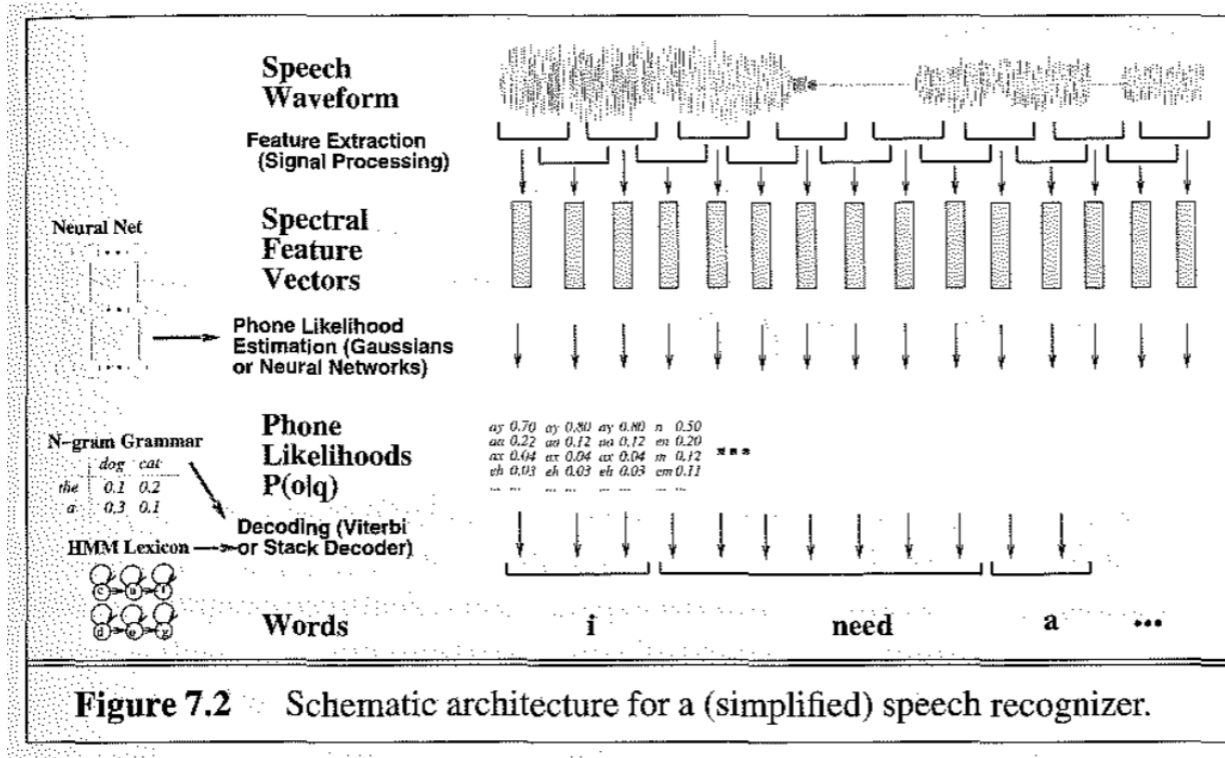 Speech
Waveform
Feature Extraction
(Signal Processing)
Neural Net
Spectral
Feature
Vectors
Phone Likelihood
Estimation (Gaussians
or Neural Networks)
Phone
Likelihoods
P(o|q)
ay 0.70 ay 0.80 ay 0.80 n 0.50
aa 0.22 aa 0.12 aa 0.12 en 0.20
ax 0.04 ax 0.04 ax 0.04 m 0.12
eh 0.03 eh 0.03 eh 0.03 em 0.11
...
N-gram Grammar
dog cat
the 0.1 0.2
a 0.3 0.1
Decoding (Viterbi
or Stack Decoder)
HMM Lexicon
c a t
d o g
Words
i need a ...
Figure 7.2 Schematic architecture for a (simplified) speech recognizer.